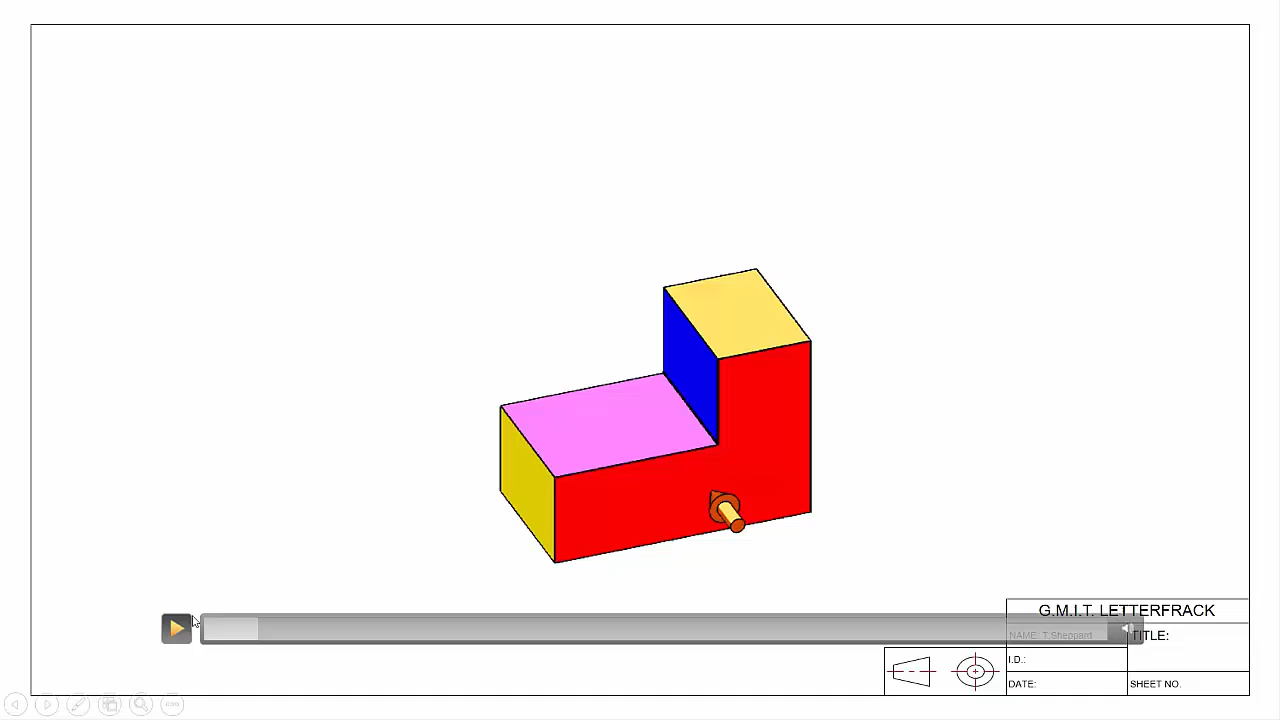 G.M.I.T. LETTERFRACK
NAME: T.Sheppard
TITLE:
I.D.:
DATE:
SHEET NO.